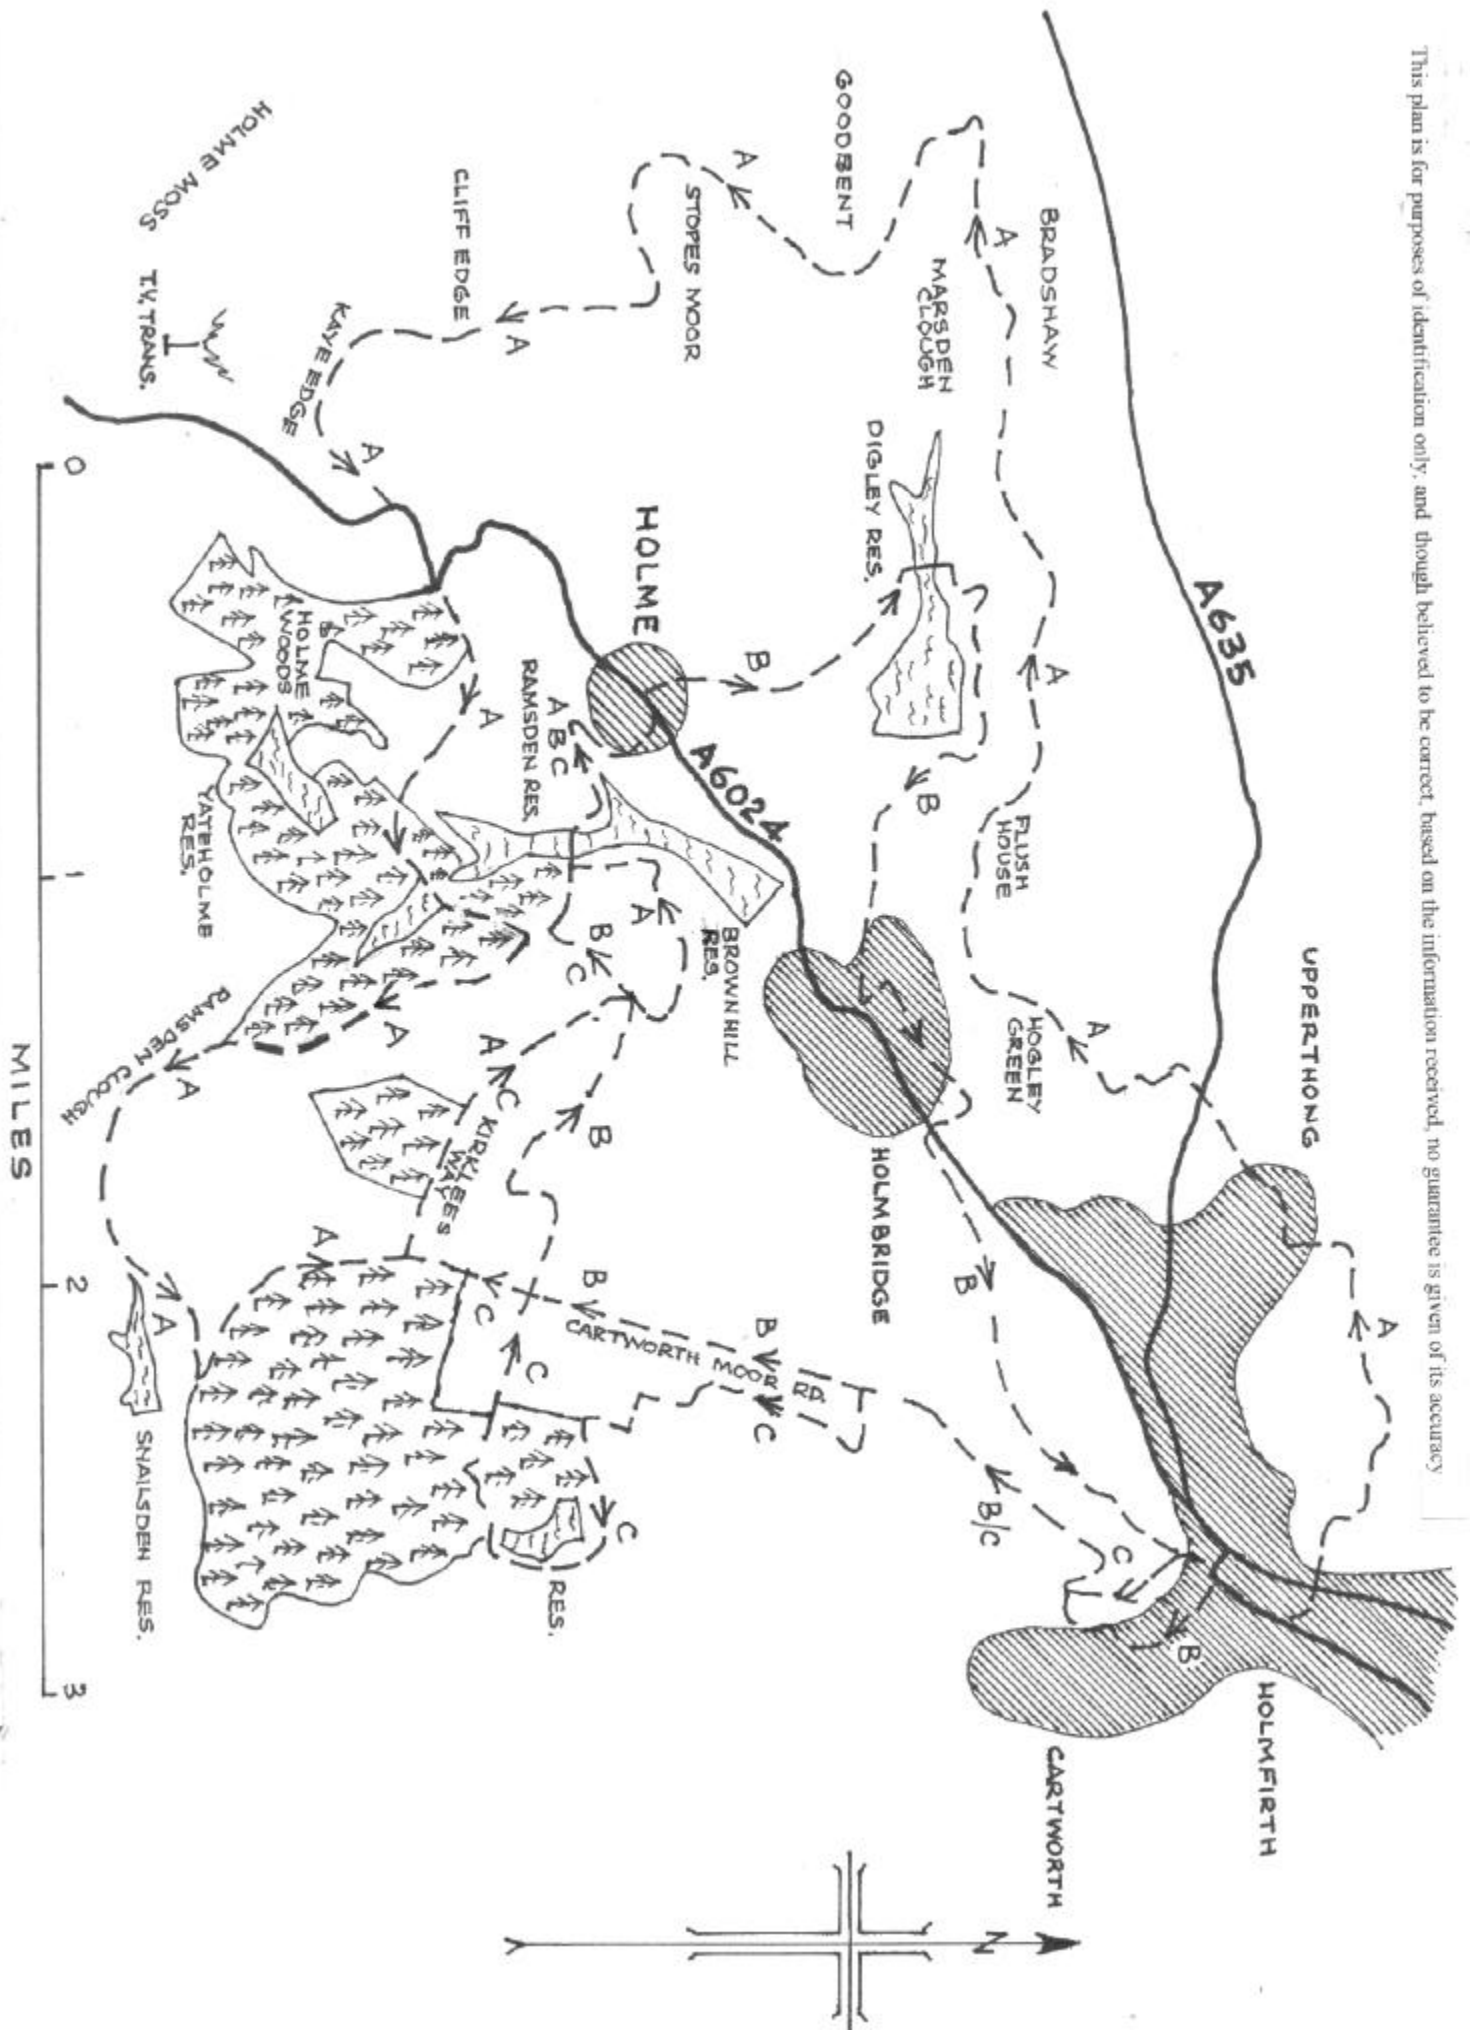 This plan is for purposes of identification only, and though believed to be correct, based on the information received, no guarantee is given of its accuracy
A635
UPPERTHONG
A
A
HOLMFIRTH
BRADSHAW
A
A
FLUSH
HOUSE
HOGLEY
GREEN
B
CARTWORTH
C
MARSDEN
CLOUGH
GOODBENT
DIGLEY RES.
B
HOLMBRIDGE
B
B/C
N
A
STOPES MOOR
HOLME
B
A6024
BROWN HILL
RES.
B
C
CARTWORTH MOOR RD.
B
A B C
RAMSDEN RES.
A
B
C
B
CLIFF EDGE
A
A
A C
KIRKLEES
WAY
C
C
C
RES.
KAYE EDGE
A
A
A
HOLME
WOODS
YATEHOLME
RES.
RAMSDEN CLOUGH
A
A
SNAILSDEN RES.
HOLME MOSS
T.V. TRANS.
0
1
2
3
MILES